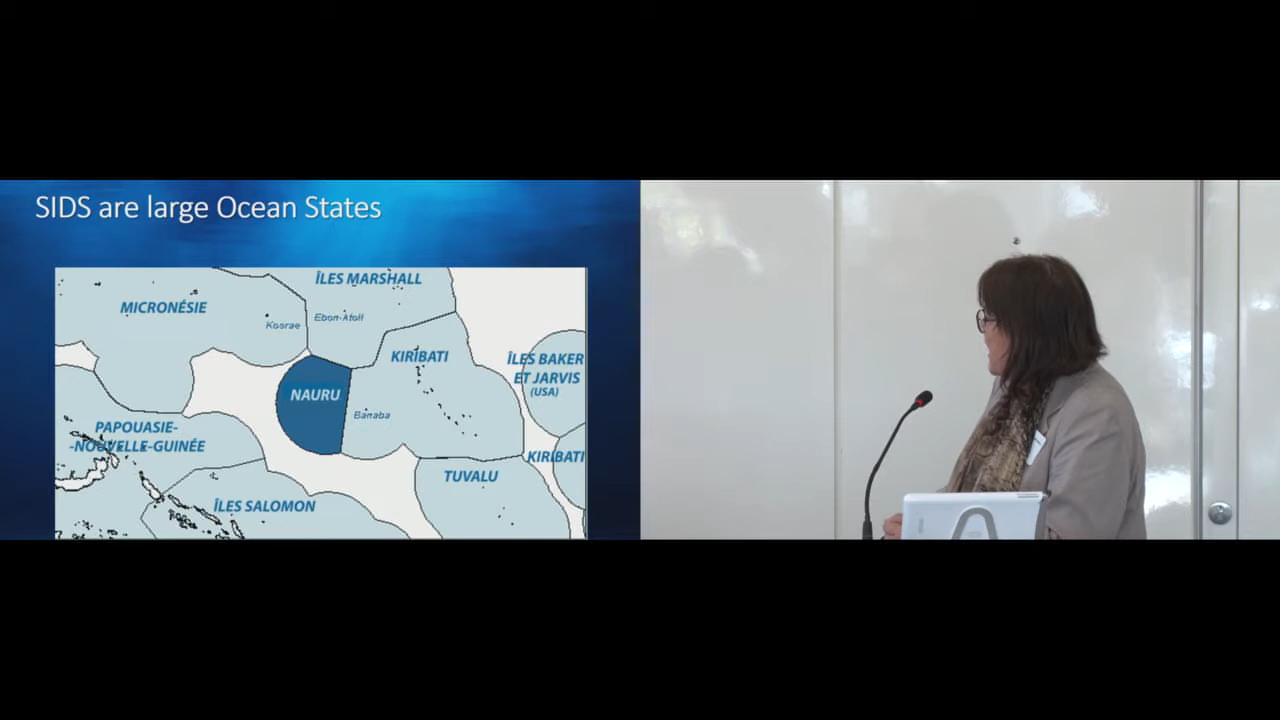 SIDS are large Ocean States
ÎLES MARSHALL
MICRONÉSIE
Kosrae
Ebon-Atoll
KIRIBATI
ÎLES BAKER
ET JARVIS
(USA)
NAURU
Banaba
PAPOUASIE-
-NOUVELLE-GUINÉE
KIRIBATI
TUVALU
ÎLES SALOMON